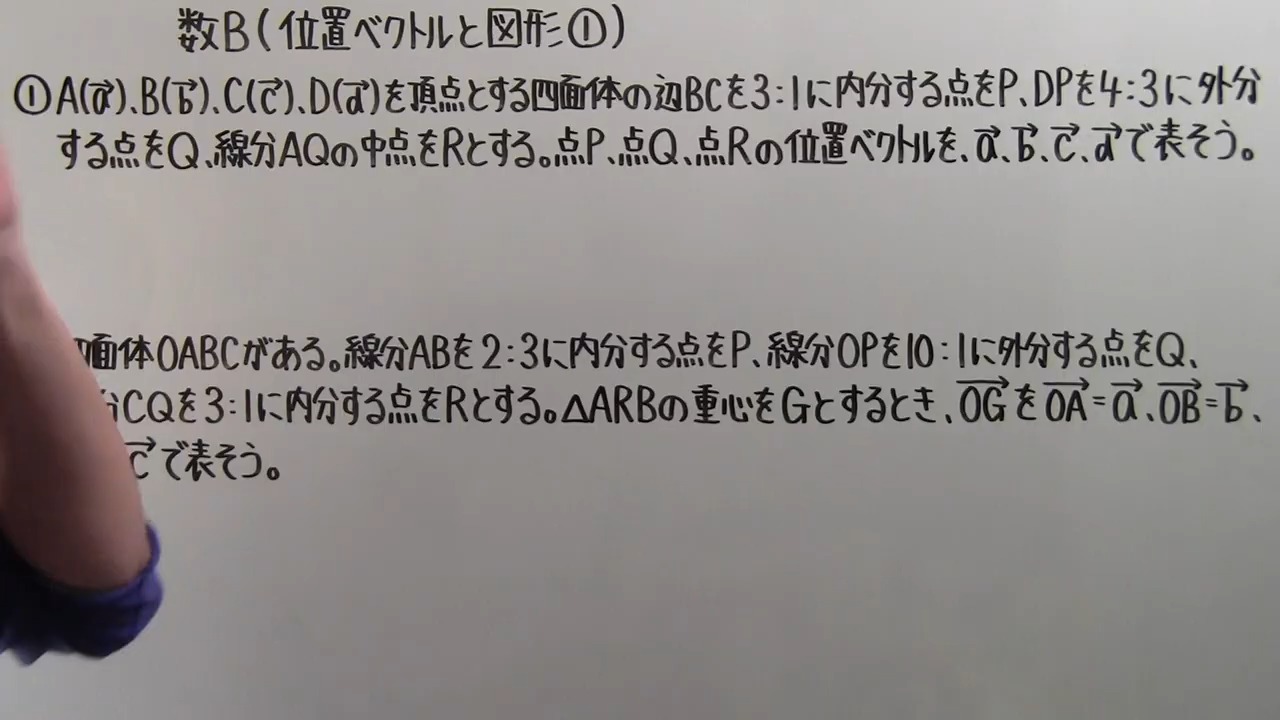 数B(位置ベクトルと図形①)
①A(a⃗)、B(b⃗)、C(c⃗)、D(d⃗)を頂点とする四面体の辺BCを3:1に内分する点をP、DPを4:3に外分
する点をQ、線分AQの中点をRとする。点P、点Q、点Rの位置ベクトルを、a⃗、b⃗、c⃗、d⃗で表そう。
面体OABCがある。線分ABを2:3に内分する点をP、線分OPを10:1に外分する点をQ、
分CQを3:1に内分する点をRとする。△ARBの重心をGとするとき、OG⃗をOA⃗=a⃗、OB⃗=b⃗、
c⃗で表そう。